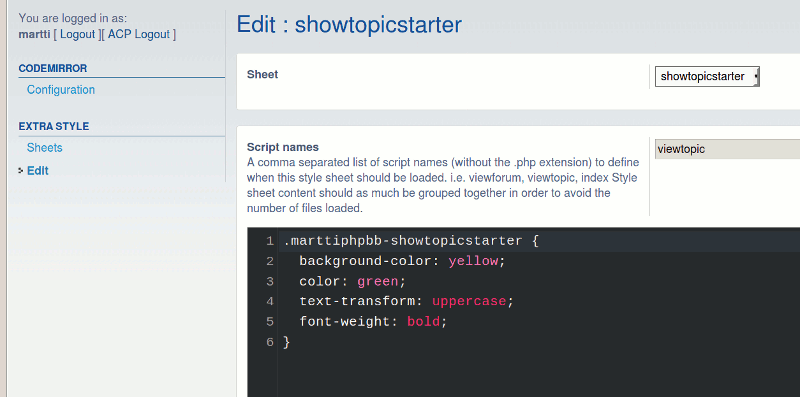 You are logged in as:
martti [ Logout ][ ACP Logout ]
CODEMIRROR
Configuration
EXTRA STYLE
Sheets
Edit
Edit : showtopicstarter
Sheet
showtopicstarter
Script names
A comma separated list of script names (without the .php extension) to define
when this style sheet should be loaded. i.e. viewforum, viewtopic, index Style
sheet content should as much be grouped together in order to avoid the
number of files loaded.
viewtopic
1 .marttiphpbb-showtopicstarter {
2 background-color: yellow;
3 color: green;
4 text-transform: uppercase;
5 font-weight: bold;
6 }